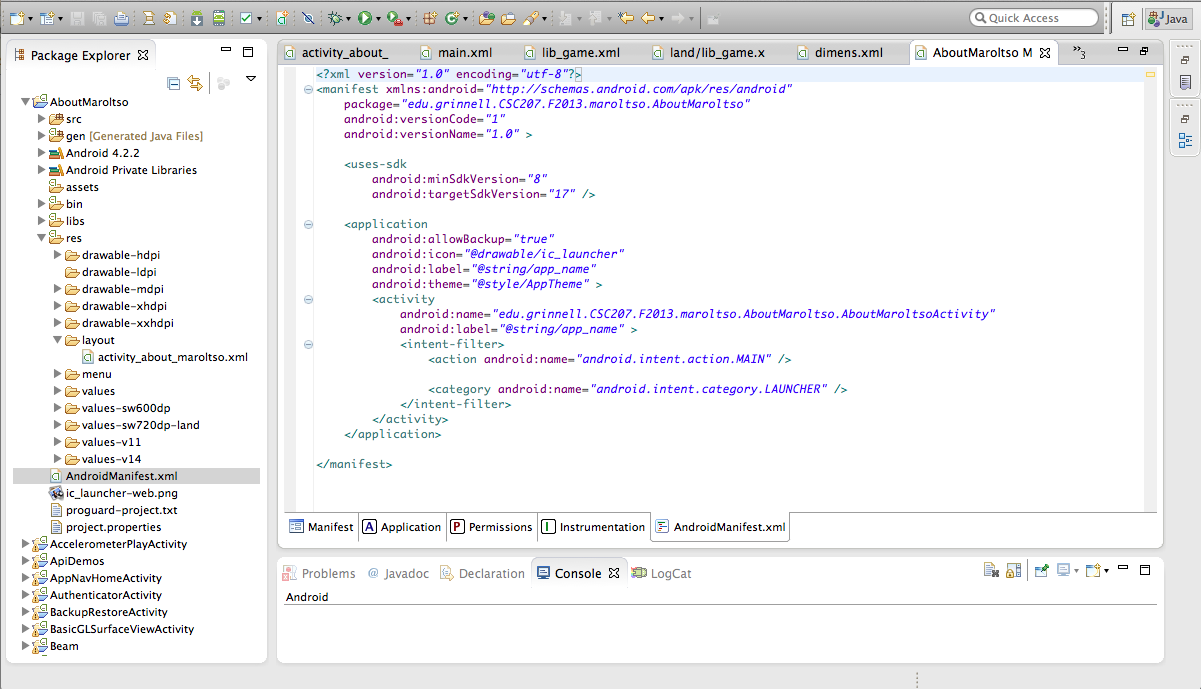 Quick Access
Java
Package Explorer
AboutMaroltso
src
gen [Generated Java Files]
Android 4.2.2
Android Private Libraries
assets
bin
libs
res
drawable-hdpi
drawable-ldpi
drawable-mdpi
drawable-xhdpi
drawable-xxhdpi
layout
activity_about_maroltso.xml
menu
values
values-sw600dp
values-sw720dp-land
values-v11
values-v14
AndroidManifest.xml
ic_launcher-web.png
proguard-project.txt
project.properties
AccelerometerPlayActivity
ApiDemos
AppNavHomeActivity
AuthenticatorActivity
BackupRestoreActivity
BasicGLSurfaceViewActivity
Beam
activity_about_ main.xml lib_game.xml land/lib_game.x dimens.xml AboutMaroltso M »3
<?xml version="1.0" encoding="utf-8"?>
<manifest xmlns:android="http://schemas.android.com/apk/res/android"
package="edu.grinnell.CSC207.F2013.maroltso.AboutMaroltso"
android:versionCode="1"
android:versionName="1.0" >
<uses-sdk
android:minSdkVersion="8"
android:targetSdkVersion="17" />
<application
android:allowBackup="true"
android:icon="@drawable/ic_launcher"
android:label="@string/app_name"
android:theme="@style/AppTheme" >
<activity
android:name="edu.grinnell.CSC207.F2013.maroltso.AboutMaroltso.AboutMaroltsoActivity"
android:label="@string/app_name" >
<intent-filter>
<action android:name="android.intent.action.MAIN" />
<category android:name="android.intent.category.LAUNCHER" />
</intent-filter>
</activity>
</application>
</manifest>
Manifest A Application P Permissions I Instrumentation AndroidManifest.xml
Problems @ Javadoc Declaration Console LogCat
Android